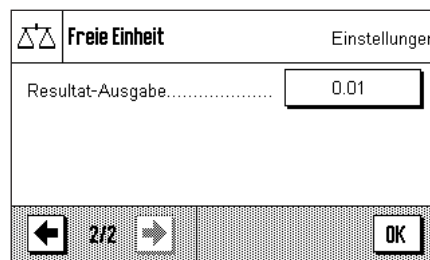 Freie Einheit
Einstellungen
Resultat-Ausgabe.................... 0.01
2/2
OK